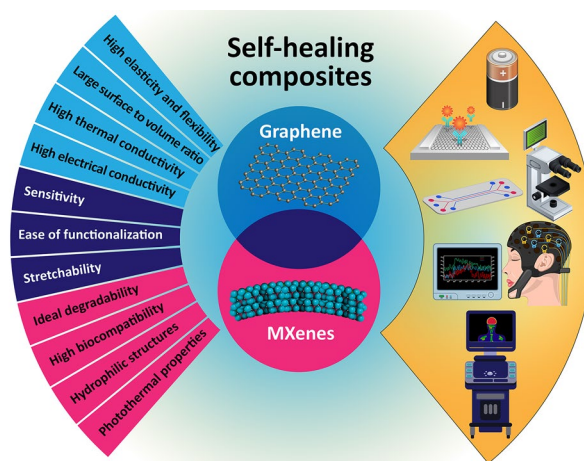 Self-healing
composites
High elasticity and flexibility
Large surface to volume ratio
High thermal conductivity
High electrical conductivity
Sensitivity
Ease of functionalization
Stretchability
Ideal degradability
High biocompatibility
Hydrophilic structures
Photothermal properties
Graphene
MXenes